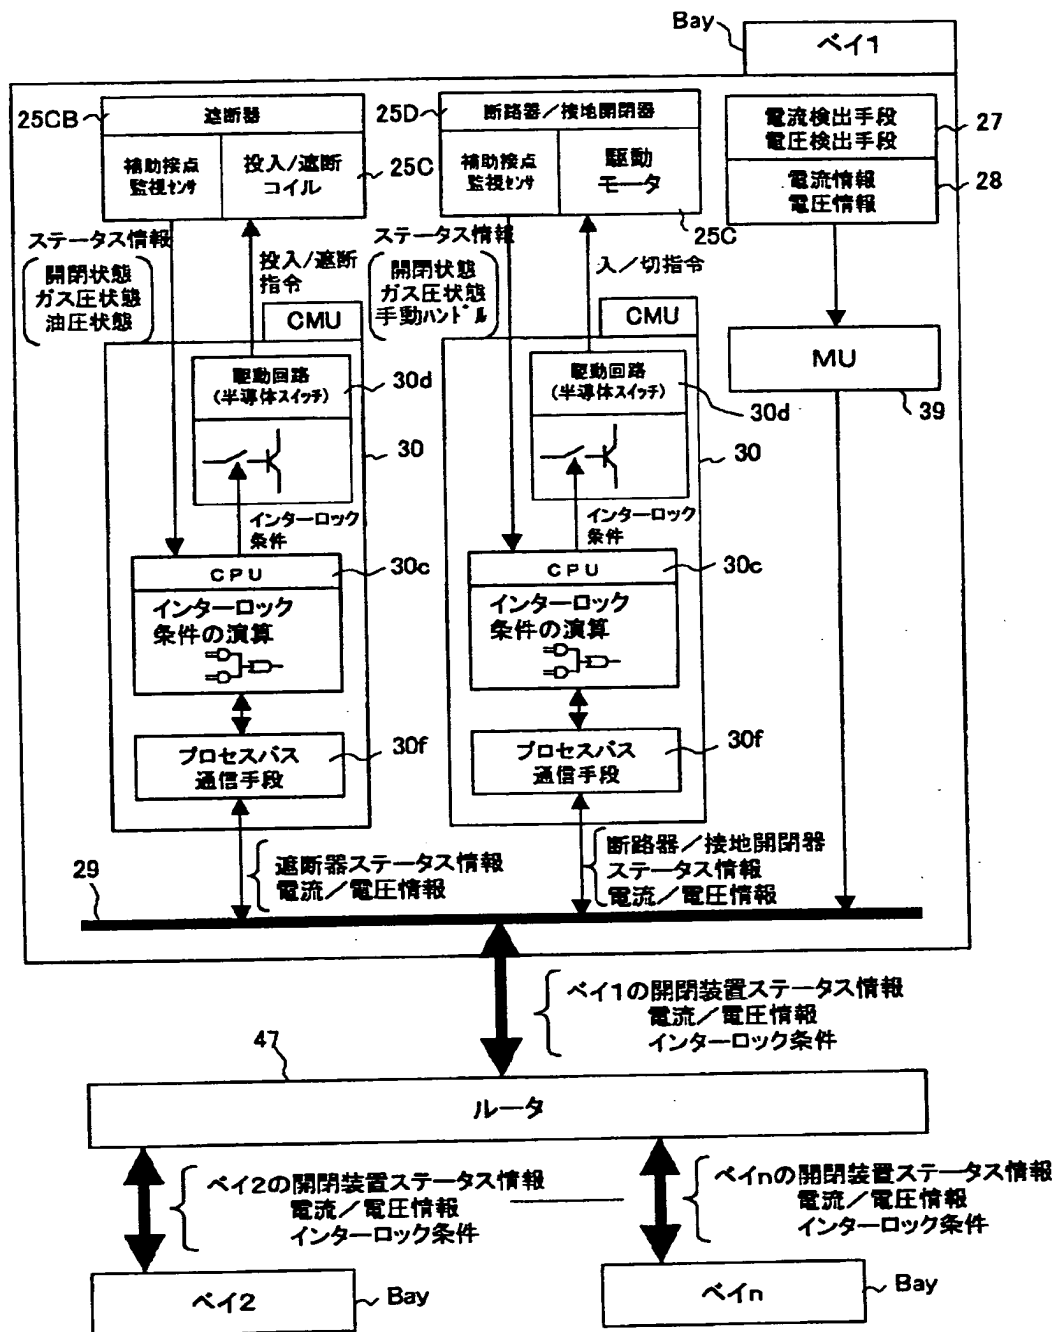 Bay
ベイ1
25CB
遮断器
補助接点
監視センサ
投入/遮断
コイル
25C
25D
断路器/接地開閉器
補助接点
監視センサ
駆動
モータ
25C
電流検出手段
電圧検出手段
27
電流情報
電圧情報
28
ステータス情報
開閉状態
ガス圧状態
油圧状態
投入/遮断
指令
ステータス情報
開閉状態
ガス圧状態
手動ハンドル
入/切指令
CMU
駆動回路
(半導体スイッチ)
30d
30
インターロック
条件
CPU
30c
インターロック
条件の演算
プロセスバス
通信手段
30f
CMU
駆動回路
(半導体スイッチ)
30d
30
インターロック
条件
CPU
30c
インターロック
条件の演算
プロセスバス
通信手段
30f
MU
39
遮断器ステータス情報
電流/電圧情報
断路器/接地開閉器
ステータス情報
電流/電圧情報
29
ベイ1の開閉装置ステータス情報
電流/電圧情報
インターロック条件
47
ルータ
ベイ2の開閉装置ステータス情報
電流/電圧情報
インターロック条件
ベイnの開閉装置ステータス情報
電流/電圧情報
インターロック条件
ベイ2
Bay
ベイn
Bay